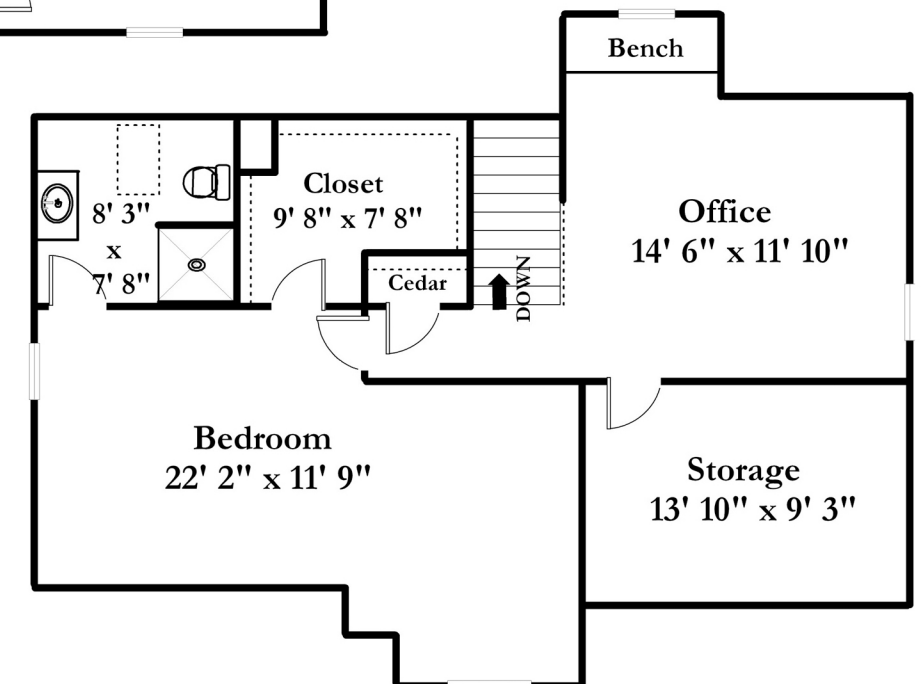 Bench
Closet
9' 8" x 7' 8"
8' 3"
x
7' 8"
Office
14' 6" x 11' 10"
Cedar
DOWN
Bedroom
22' 2" x 11' 9"
Storage
13' 10" x 9' 3"